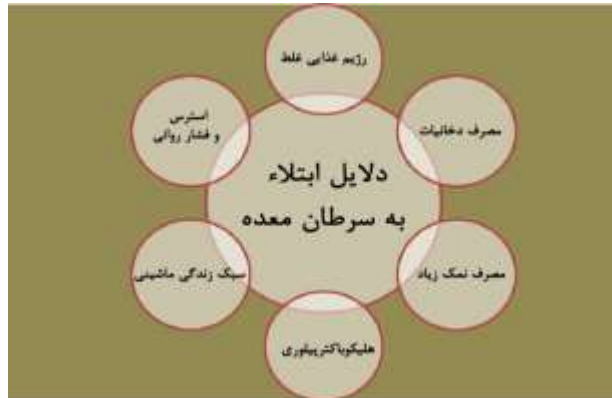 رژیم غذایی غلط
مصرف دخانیات
استرس
و فشار روانی
دلایل ابتلاء
به سرطان معده
مصرف نمک زیاد
سبک زندگی ماشینی
هلیکوباکترپیلوری